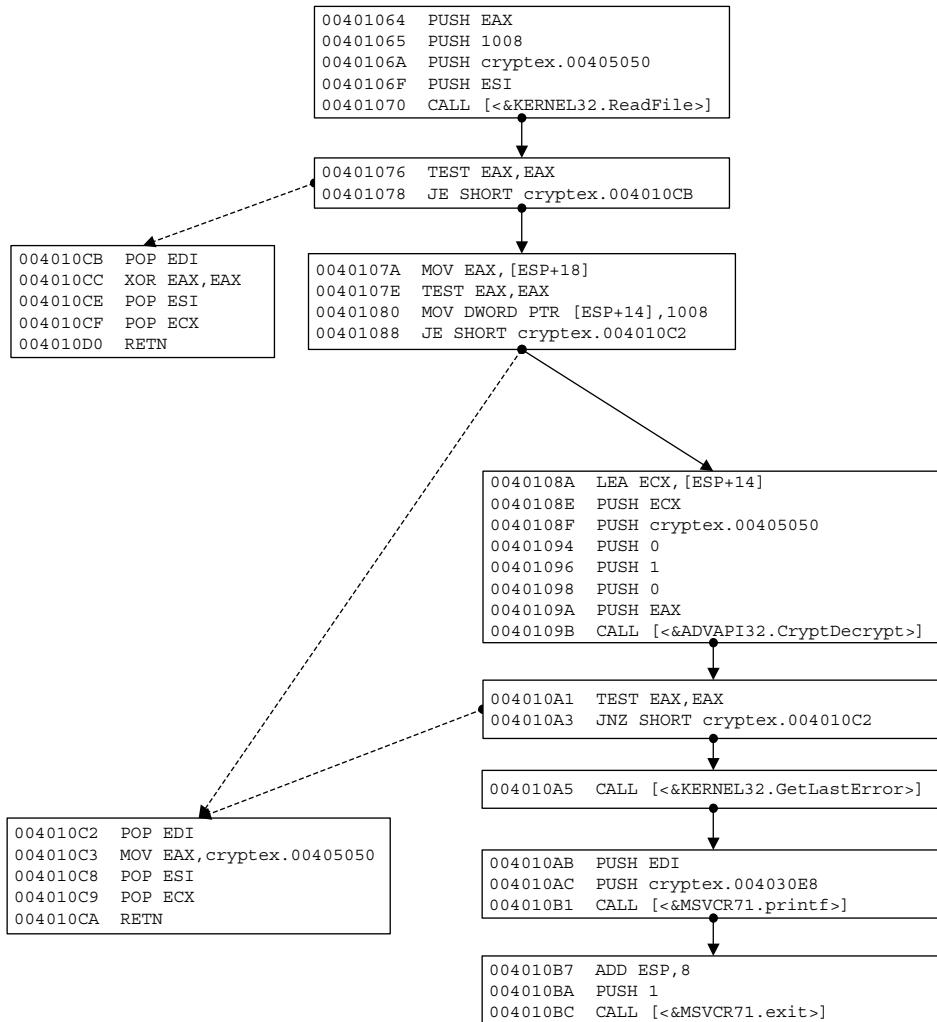 00401064 PUSH EAX
00401065 PUSH 1008
0040106A PUSH cryptex.00405050
0040106F PUSH ESI
00401070 CALL [<&KERNEL32.ReadFile>]
00401076 TEST EAX,EAX
00401078 JE SHORT cryptex.004010CB
004010CB POP EDI
004010CC XOR EAX,EAX
004010CE POP ESI
004010CF POP ECX
004010D0 RETN
0040107A MOV EAX,[ESP+18]
0040107E TEST EAX,EAX
00401080 MOV DWORD PTR [ESP+14],1008
00401088 JE SHORT cryptex.004010C2
0040108A LEA ECX,[ESP+14]
0040108E PUSH ECX
0040108F PUSH cryptex.00405050
00401094 PUSH 0
00401096 PUSH 1
00401098 PUSH 0
0040109A PUSH EAX
0040109B CALL [<&ADVAPI32.CryptDecrypt>]
004010A1 TEST EAX,EAX
004010A3 JNZ SHORT cryptex.004010C2
004010A5 CALL [<&KERNEL32.GetLastError>]
004010C2 POP EDI
004010C3 MOV EAX,cryptex.00405050
004010C8 POP ESI
004010C9 POP ECX
004010CA RETN
004010AB PUSH EDI
004010AC PUSH cryptex.004030E8
004010B1 CALL [<&MSVCR71.printf>]
004010B7 ADD ESP,8
004010BA PUSH 1
004010BC CALL [<&MSVCR71.exit>]